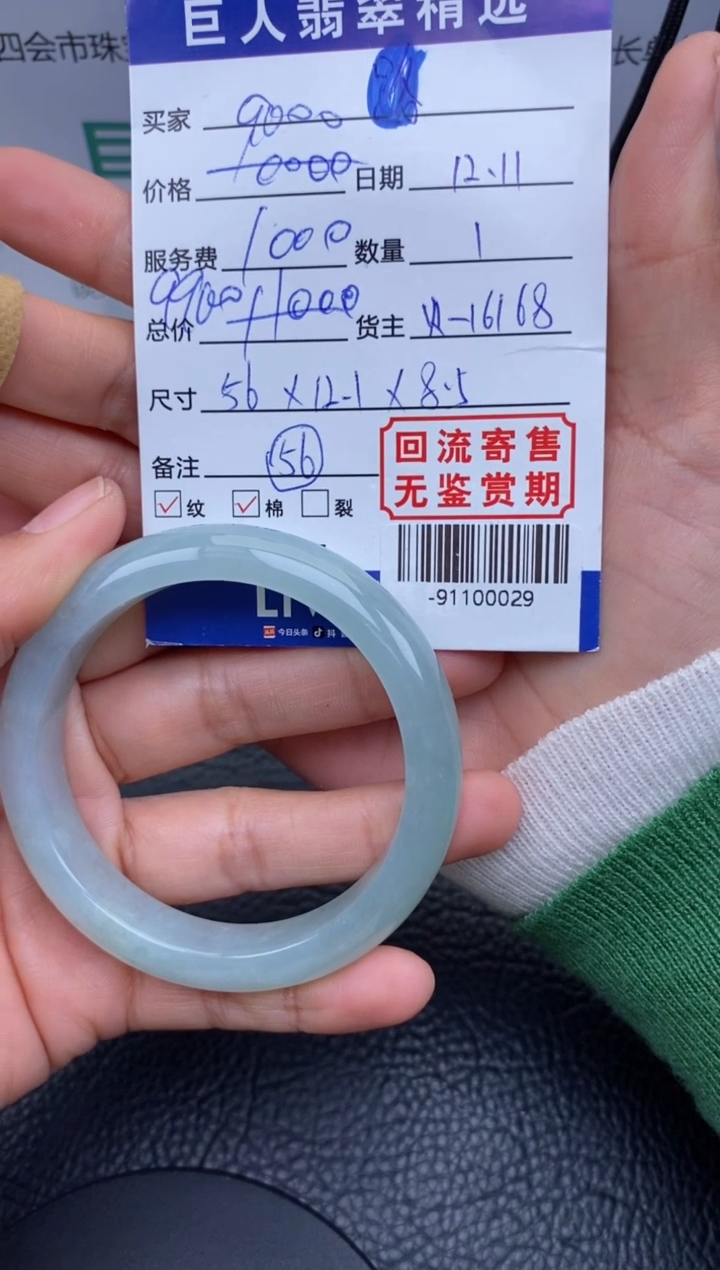 四会市珠
巨人翡翠精选
买家 9000
价格 10000 日期 12.11
服务费 1000 数量 1
总价 9900 11000 货主 -16168
尺寸 56 X 12.1 X 8.5
备注 56
回流寄售
无鉴赏期
纹 棉 裂
-91100029
今日头条 抖